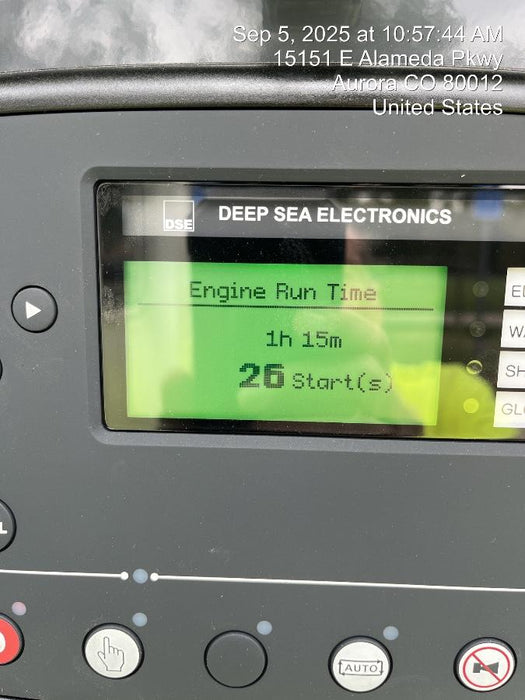 Sep 5, 2025 at 10:57:44 AM
15151 E Alameda Pkwy
Aurora CO 80012
United States
DSE
DEEP SEA ELECTRONICS
Engine Run Time
1h 15m
26 Start(s)
AUTO